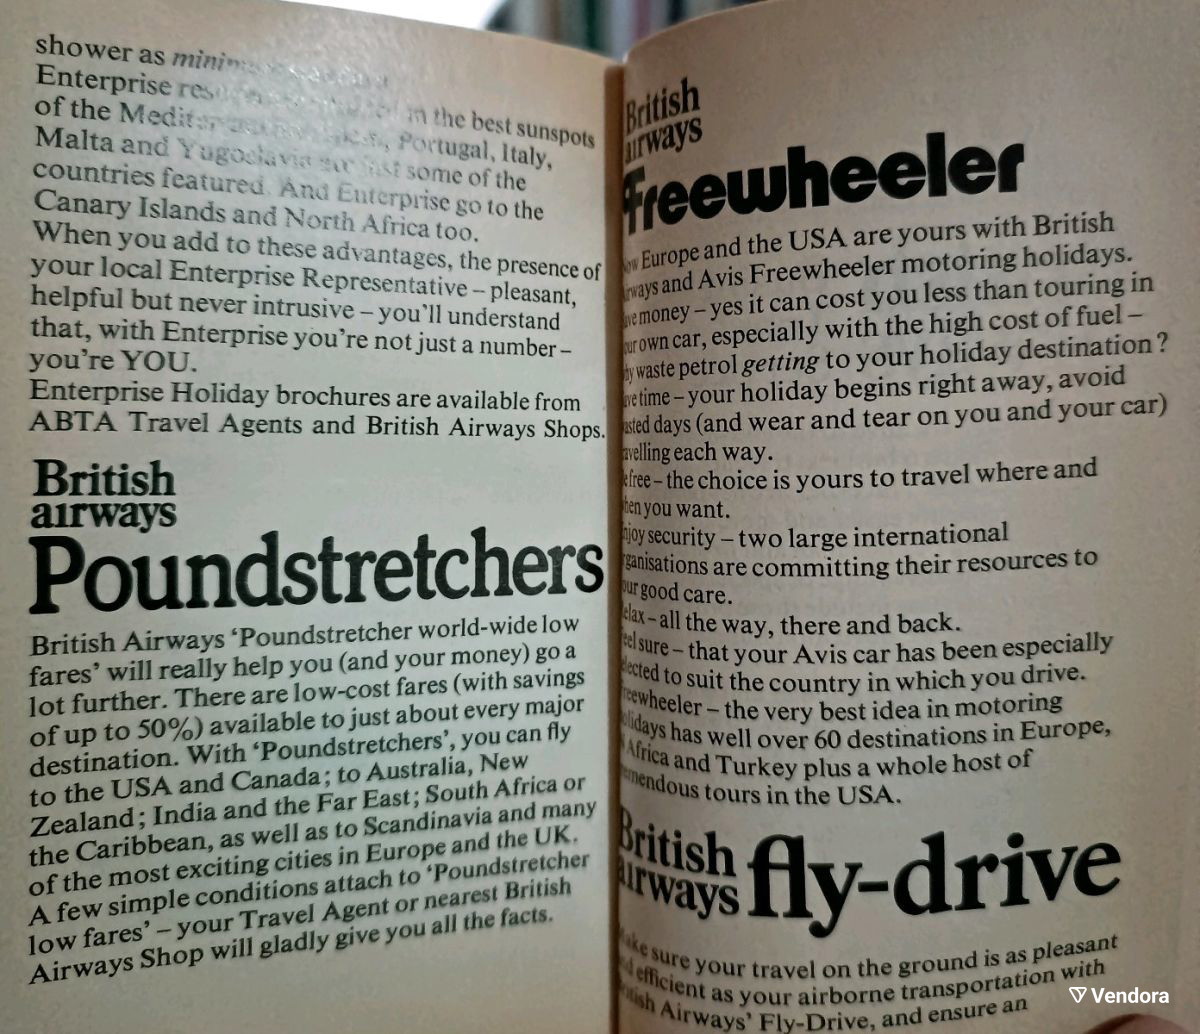 shower as
Enterprise in the best sunspots
of the Portugal, Italy,
Malta and Yugoslavia are just some of the
countries featured. And Enterprise go to the
Canary Islands and North Africa too.
When you add to these advantages, the presence of
your local Enterprise Representative – pleasant,
helpful but never intrusive – you'll understand
that, with Enterprise you're not just a number –
you're YOU.
Enterprise Holiday brochures are available from
ABTA Travel Agents and British Airways Shops.
British
airways
Poundstretchers
British Airways ‘Poundstretcher world-wide low
fares’ will really help you (and your money) go a
lot further. There are low-cost fares (with savings
of up to 50%) available to just about every major
destination. With ‘Poundstretchers’, you can fly
to the USA and Canada; to Australia, New
Zealand; India and the Far East; South Africa or
the Caribbean, as well as to Scandinavia and many
of the most exciting cities in Europe and the UK.
A few simple conditions attach to ‘Poundstretcher
low fares’ – your Travel Agent or nearest British
Airways Shop will gladly give you all the facts.
British
airways
Freewheeler
Europe and the USA are yours with British
and Avis Freewheeler motoring holidays.
money – yes it can cost you less than touring in
own car, especially with the high cost of fuel –
waste petrol getting to your holiday destination?
time – your holiday begins right away, avoid
days (and wear and tear on you and your car)
each way.
free – the choice is yours to travel where and
you want.
security – two large international
are committing their resources to
good care.
– all the way, there and back.
sure – that your Avis car has been especially
to suit the country in which you drive.
– the very best idea in motoring
has well over 60 destinations in Europe,
Africa and Turkey plus a whole host of
tours in the USA.
British
airways fly-drive
sure your travel on the ground is as pleasant
efficient as your airborne transportation with
Airways’ Fly-Drive, and ensure an
Vendora